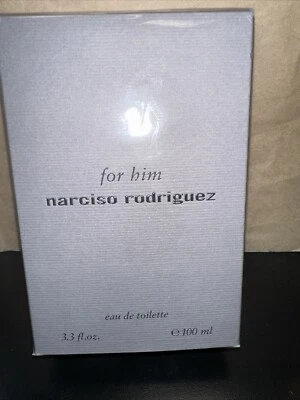 for him
narciso rodriguez
eau de toilette
3.3 fl.oz. ℮ 100 ml